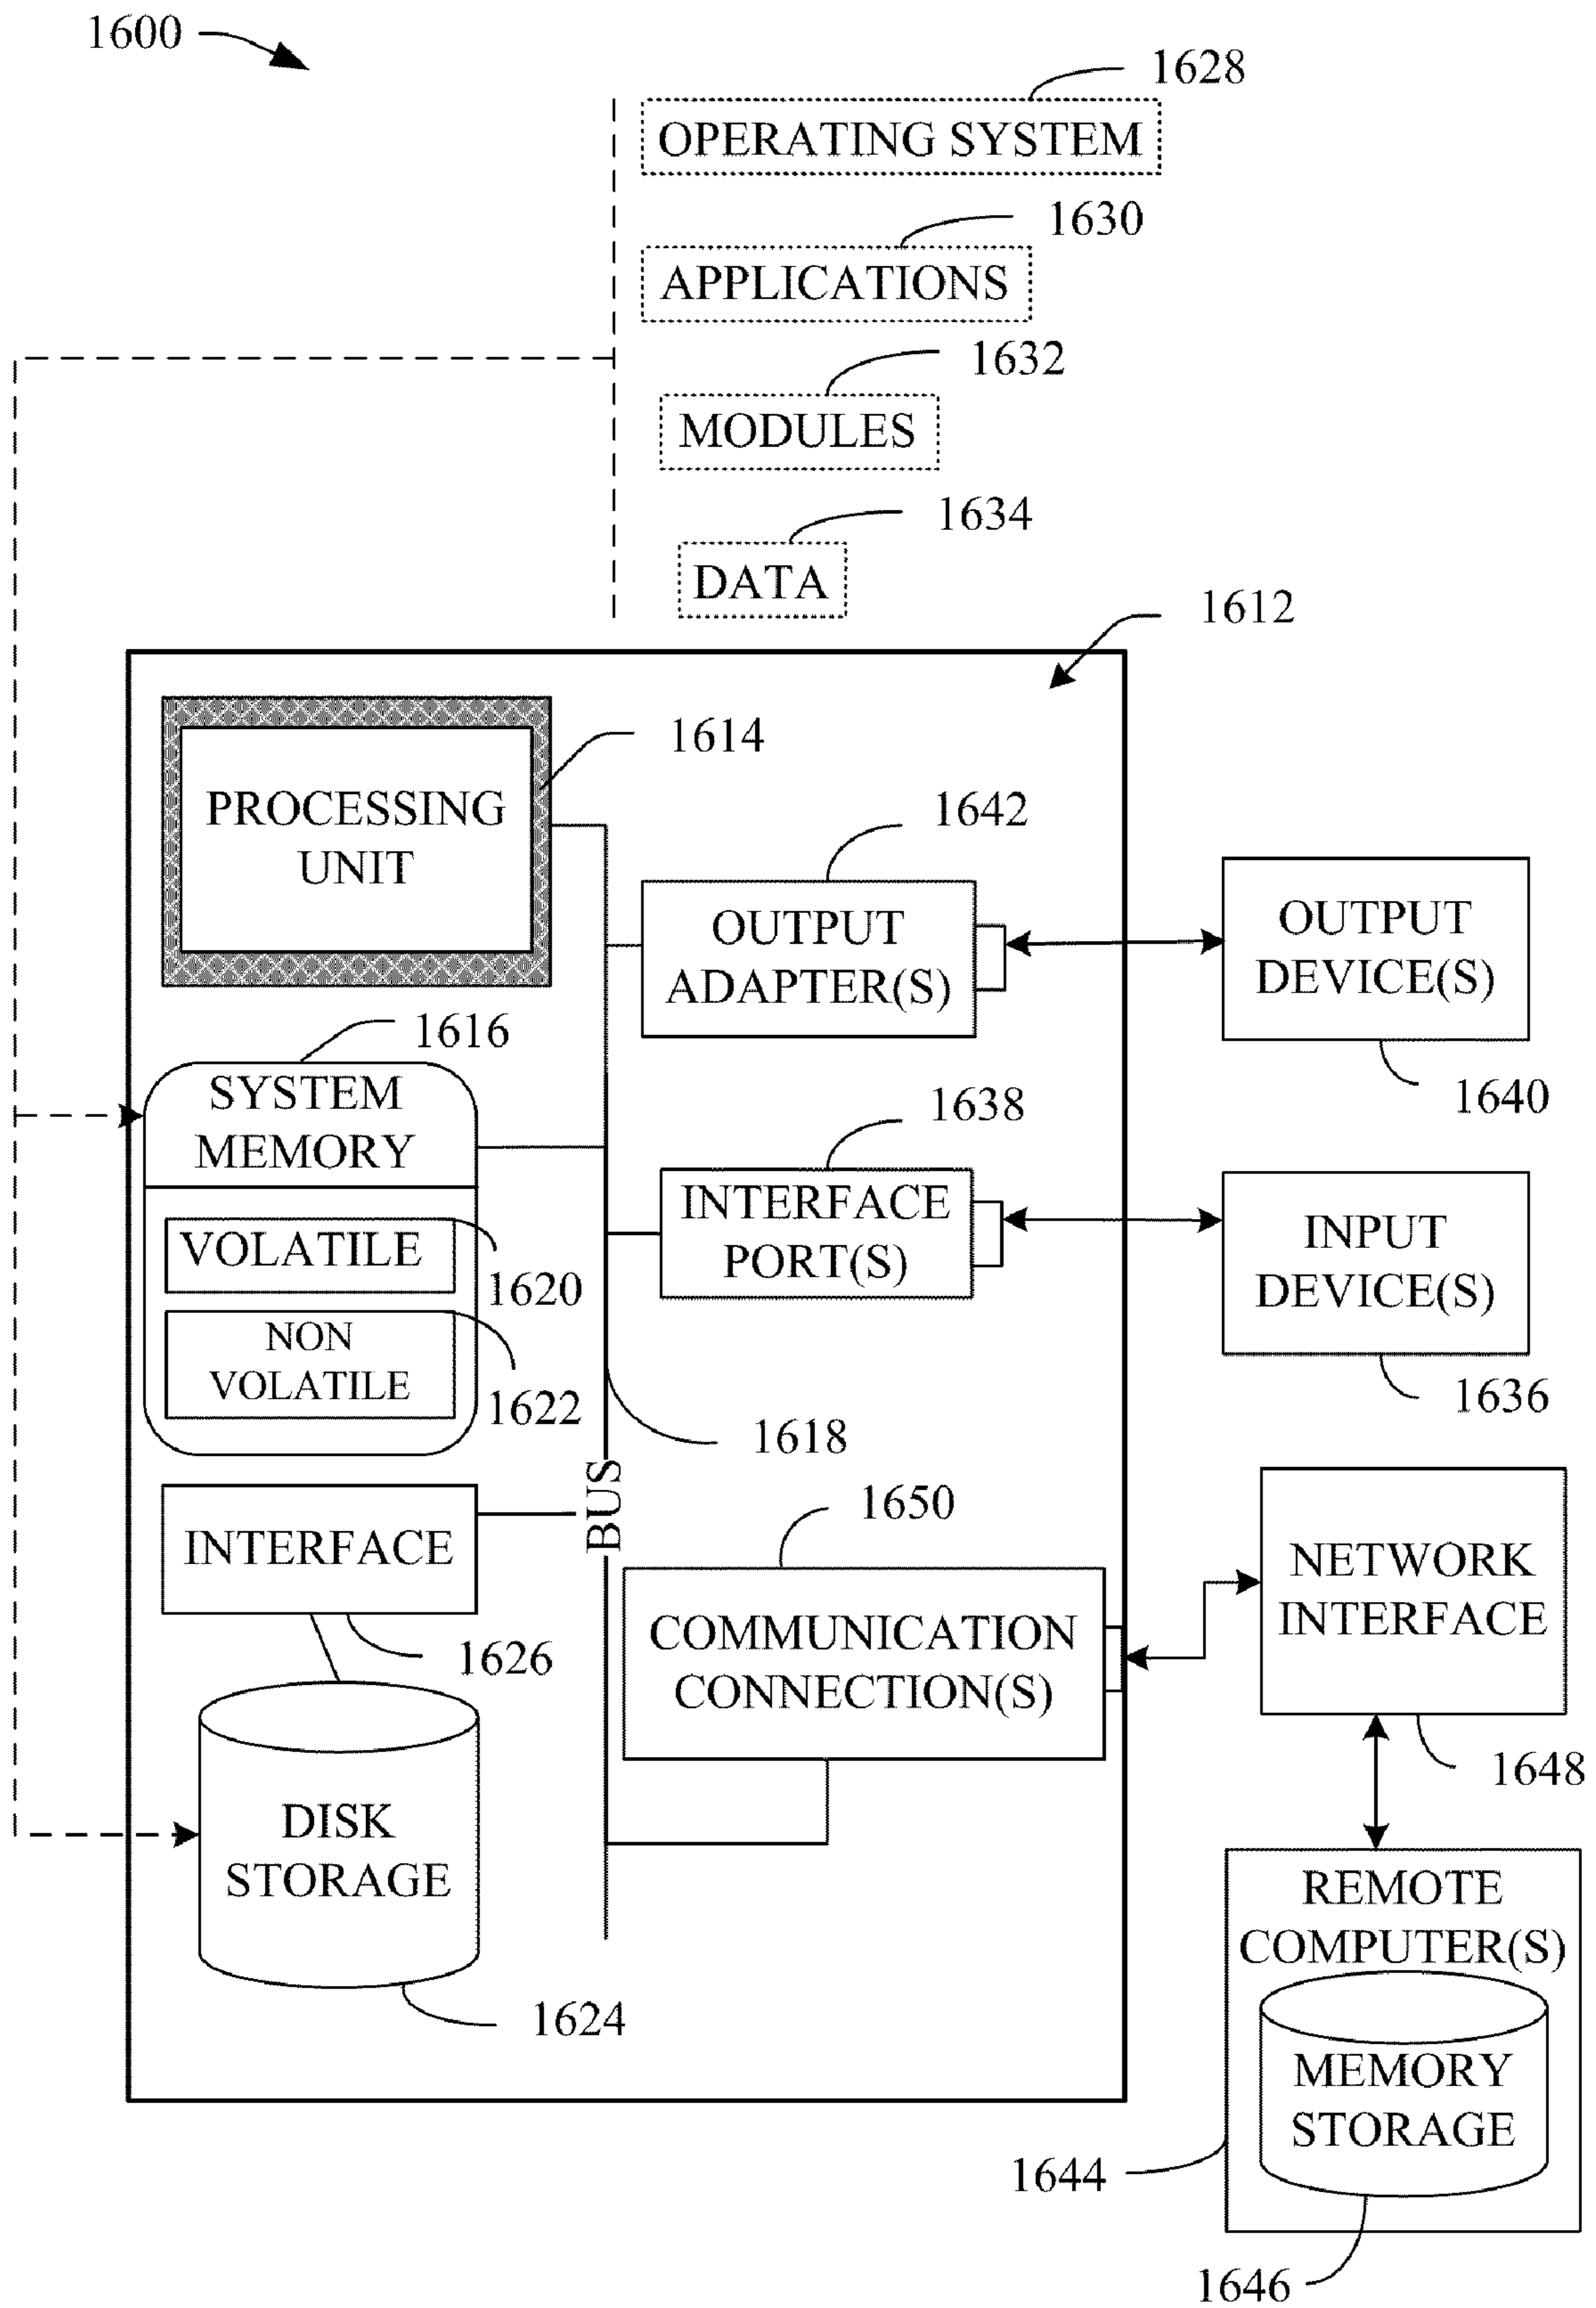 1600
1628
OPERATING SYSTEM
1630
APPLICATIONS
1632
MODULES
1634
DATA
1612
1614
PROCESSING
UNIT
1642
OUTPUT
ADAPTER(S)
OUTPUT
DEVICE(S)
1640
1616
SYSTEM
MEMORY
VOLATILE
1620
NON
VOLATILE
1622
1638
INTERFACE
PORT(S)
INPUT
DEVICE(S)
1636
1618
BUS
INTERFACE
1626
1650
COMMUNICATION
CONNECTION(S)
NETWORK
INTERFACE
1648
DISK
STORAGE
1624
REMOTE
COMPUTER(S)
MEMORY
STORAGE
1644
1646